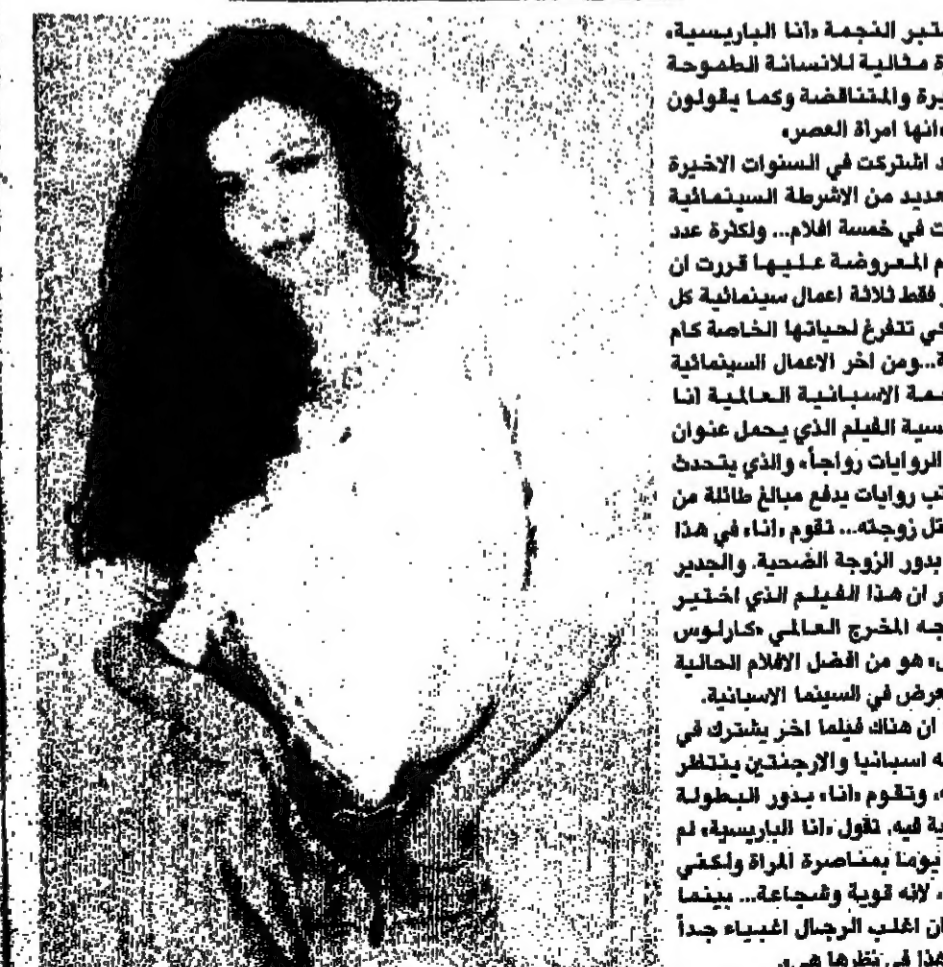 تبر النجمة «انا الباريسية»
ة مثالية للانسانة الطموحة
رة والمتناقضة وكما يقولون
«انها امراة العصر»
د اشتركت في السنوات الاخيرة
عديد من الاشرطة السينمائية
ت في خمسة افلام... ولكثرة عدد
م المعروضة عليها قررت ان
فقط ثلاثة اعمال سينمائية كل
ي تتفرغ لحياتها الخاصة كام
ة...ومن اخر الاعمال السينمائية
مة الاسبانية العالمية انا
سية الفيلم الذي يحمل عنوان
الروايات رواجاً» والذي يتحدث
تب روايات يدفع مبالغ طائلة من
تل زوجته... تقوم «انا» في هذا
بدور الزوجة الضحية. والجدير
ر ان هذا الفيلم الذي اختير
جه المخرج العالمي «كارلوس
» هو من افضل الافلام الحالية
عرض في السينما الاسبانية.
ان هناك فيلما اخر يشترك في
ه اسبانيا والارجنتين ينتظر
، وتقوم «انا» بدور البطولة
ية فيه. تقول «انا الباريسية» لم
يوما بمناصرة المراة ولكني
لانه قوية وشجاعة... بينما
ان اغلب الرجال اغبياء جداً
هذا في نظرها هي».